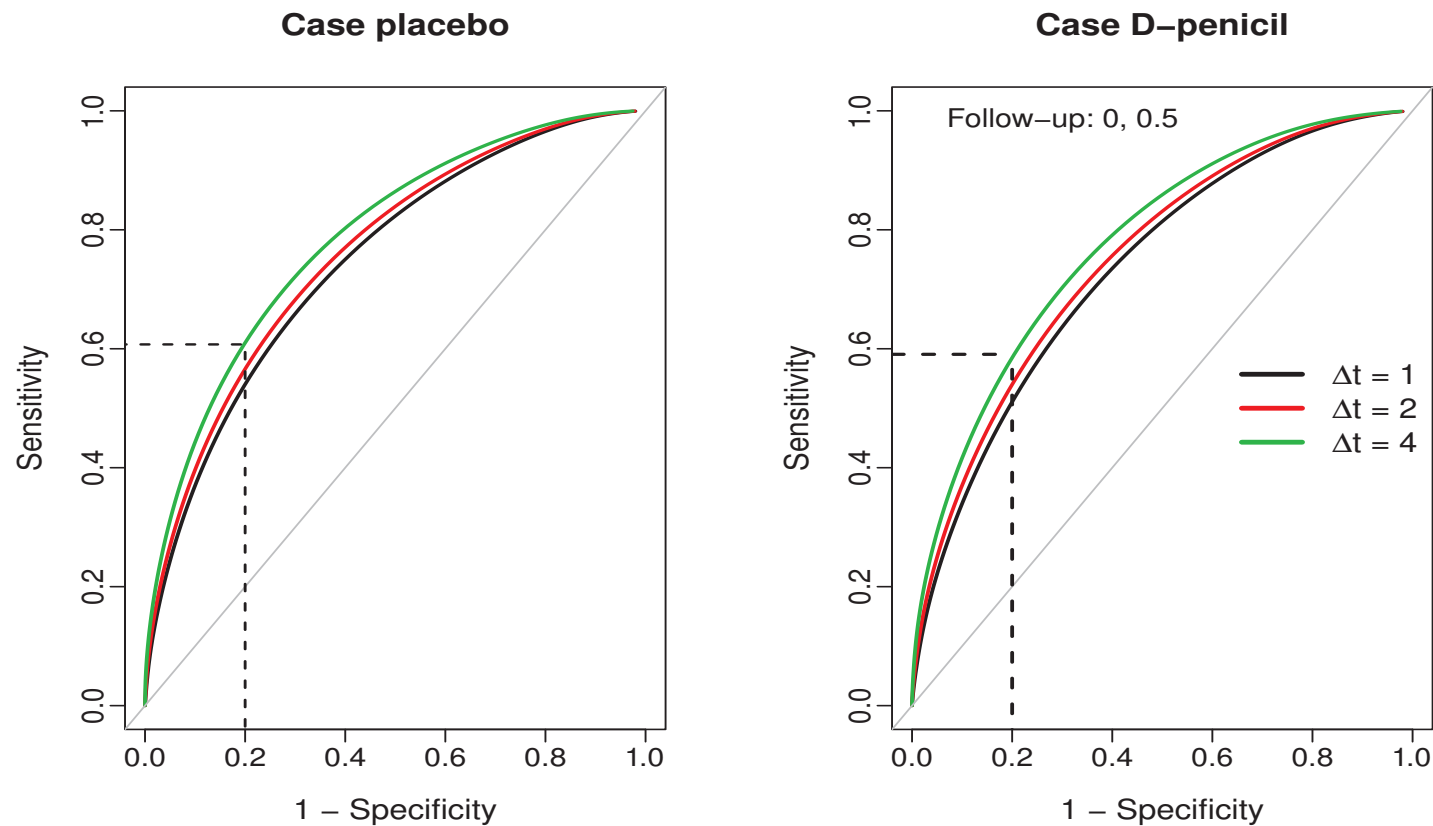 Case placebo
1.0
0.8
0.6
0.4
0.2
0.0
Sensitivity
0.0 0.2 0.4 0.6 0.8 1.0
1 − Specificity
Case D−penicil
Follow−up: 0, 0.5
1.0
0.8
0.6
0.4
0.2
0.0
Sensitivity
Δt = 1
Δt = 2
Δt = 4
0.0 0.2 0.4 0.6 0.8 1.0
1 − Specificity